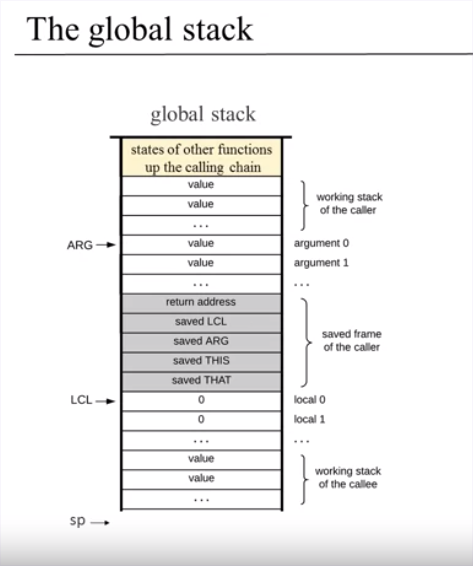 The global stack
global stack
states of other functions
up the calling chain
value
value
...
working stack
of the caller
ARG
value
argument 0
value
argument 1
...
...
return address
saved LCL
saved ARG
saved THIS
saved THAT
saved frame
of the caller
LCL
0
local 0
0
local 1
...
...
value
value
...
working stack
of the callee
sp